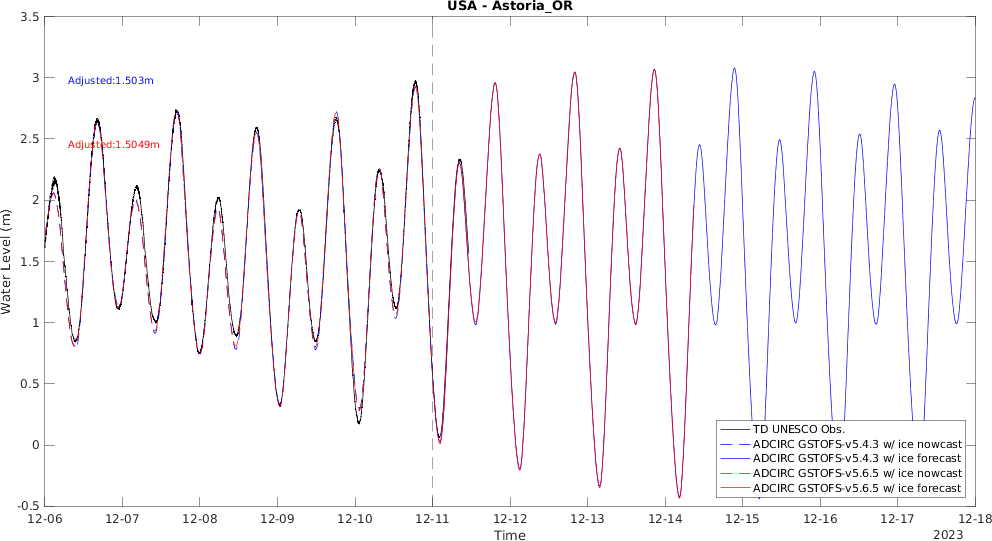 USA - Astoria_OR
3.5
3
2.5
2
1.5
1
0.5
0
-0.5
Water Level (m)
Adjusted:1.503m
Adjusted:1.5049m
TD UNESCO Obs.
ADCIRC GSTOFS-v5.4.3 w/ ice nowcast
ADCIRC GSTOFS-v5.4.3 w/ ice forecast
ADCIRC GSTOFS-v5.6.5 w/ ice nowcast
ADCIRC GSTOFS-v5.6.5 w/ ice forecast
12-06 12-07 12-08 12-09 12-10 12-11 12-12 12-13 12-14 12-15 12-16 12-17 12-18
Time
2023